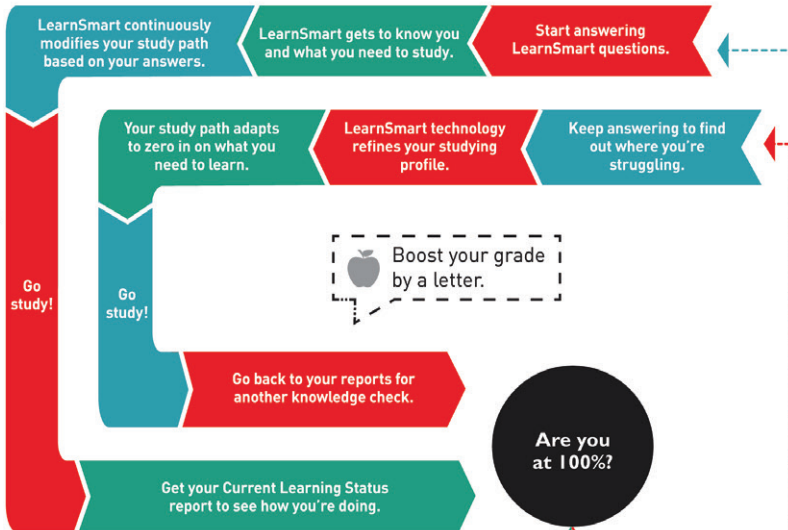 LearnSmart continuously
modifies your study path
based on your answers.
LearnSmart gets to know you
and what you need to study.
Start answering
LearnSmart questions.
Your study path adapts
to zero in on what you
need to learn.
LearnSmart technology
refines your studying
profile.
Keep answering to find
out where you're
struggling.
Go
study!
Go
study!
Boost your grade
by a letter.
Go back to your reports for
another knowledge check.
Are you
at 100%?
Get your Current Learning Status
report to see how you're doing.